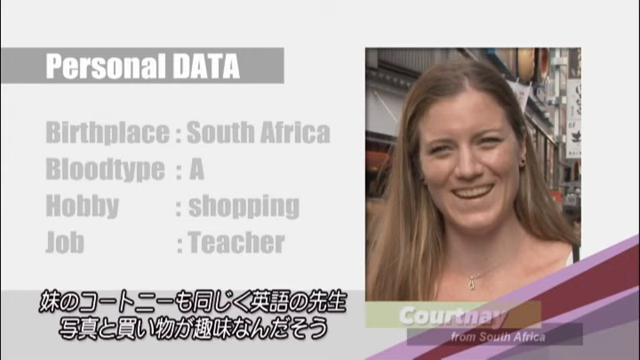 Personal DATA
Birthplace : South Africa
Bloodtype : A
Hobby : shopping
Job : Teacher
妹のコートニーも同じく英語の先生
写真と買い物が趣味なんだそう
Courtnay
from South Africa